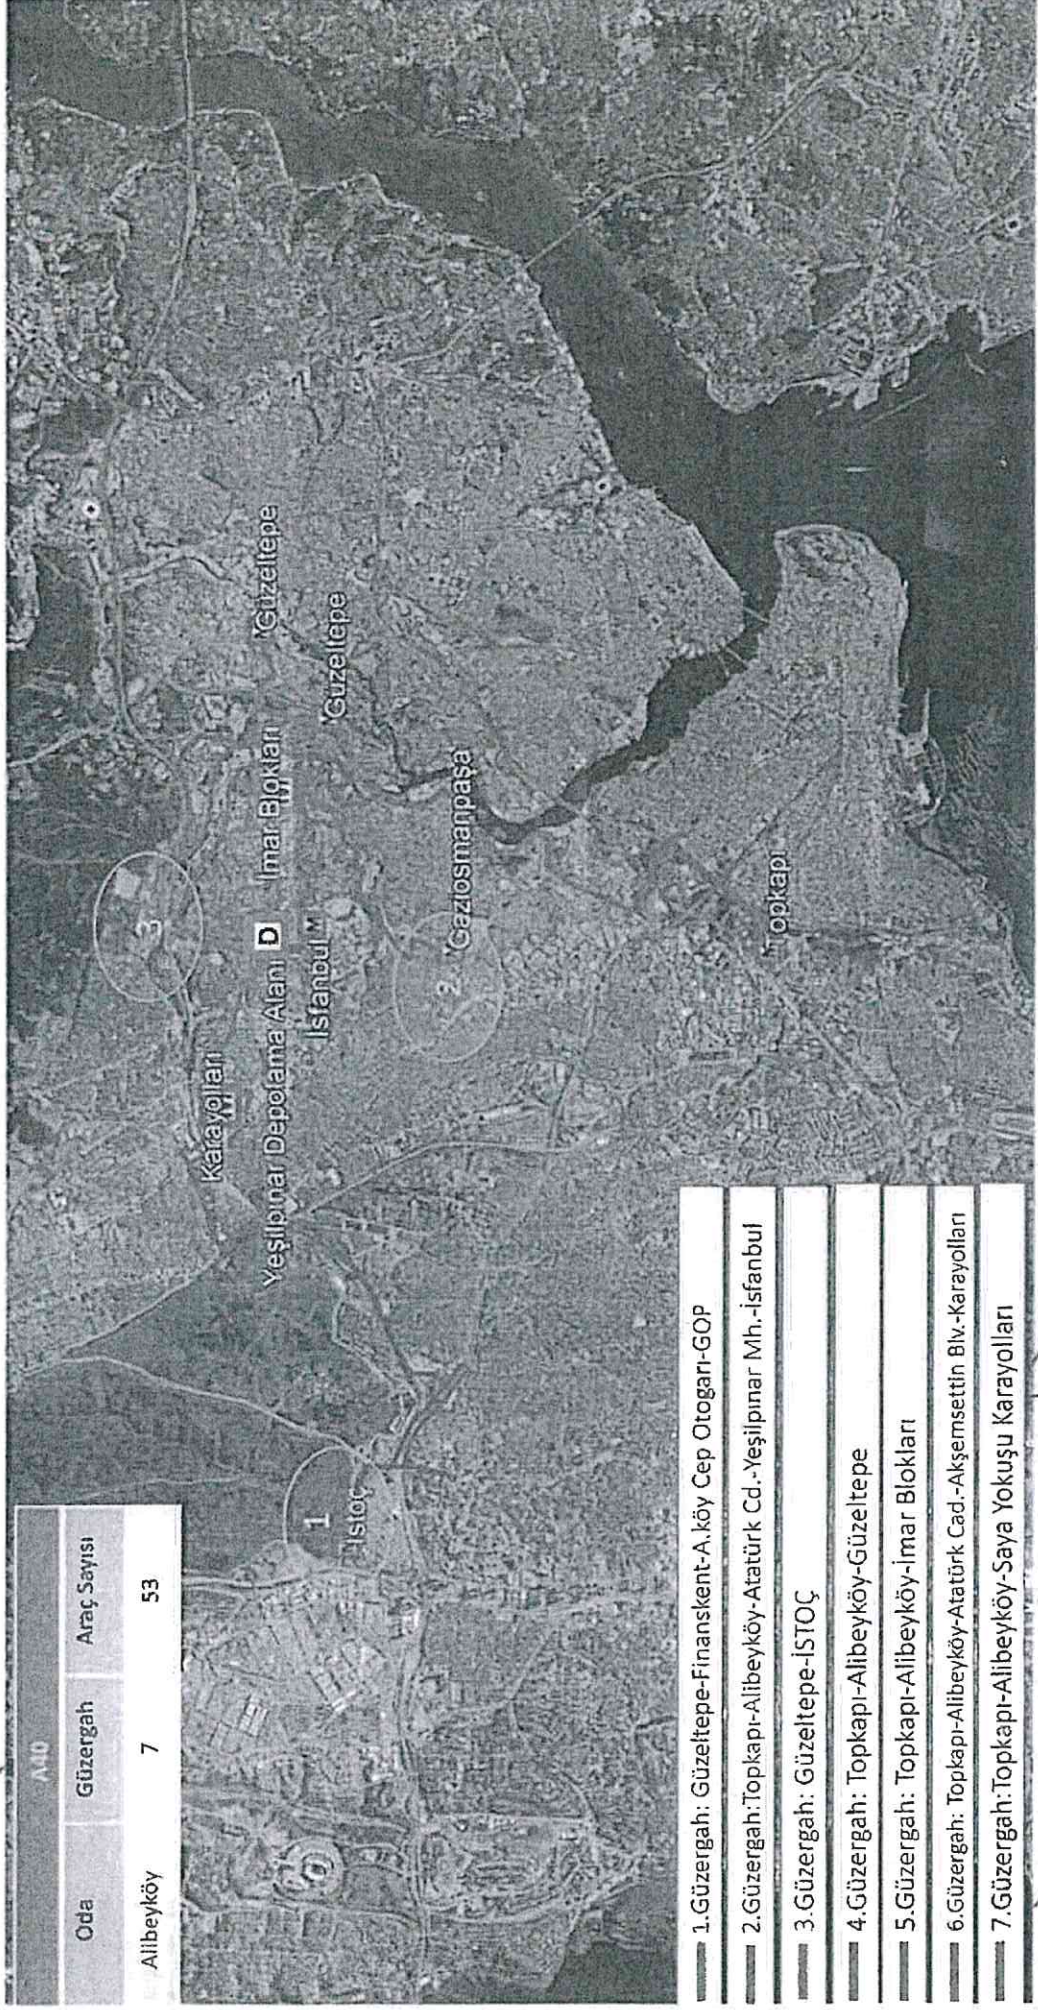 A10
Oda Güzergah Araç Sayısı
Alibeyköy 7 53
3
Karayolları
Yeşilpınar Depolama Alanı D
İmar Blokları
Güzeltepe
Güzeltepe
İsfanbul M
1
İstoç
2
Gaziosmanpaşa
Topkapı
1.Güzergah: Güzeltepe-Finanskent-A.köy Cep Otogarı-GOP
2.Güzergah:Topkapı-Alibeyköy-Atatürk Cd.-Yeşilpınar Mh.-İsfanbul
3.Güzergah: Güzeltepe-İSTOÇ
4.Güzergah: Topkapı-Alibeyköy-Güzeltepe
5.Güzergah: Topkapı-Alibeyköy-İmar Blokları
6.Güzergah: Topkapı-Alibeyköy-Atatürk Cad.-Akşemsettin Blv.-Karayolları
7.Güzergah:Topkapı-Alibeyköy-Saya Yokuşu Karayolları